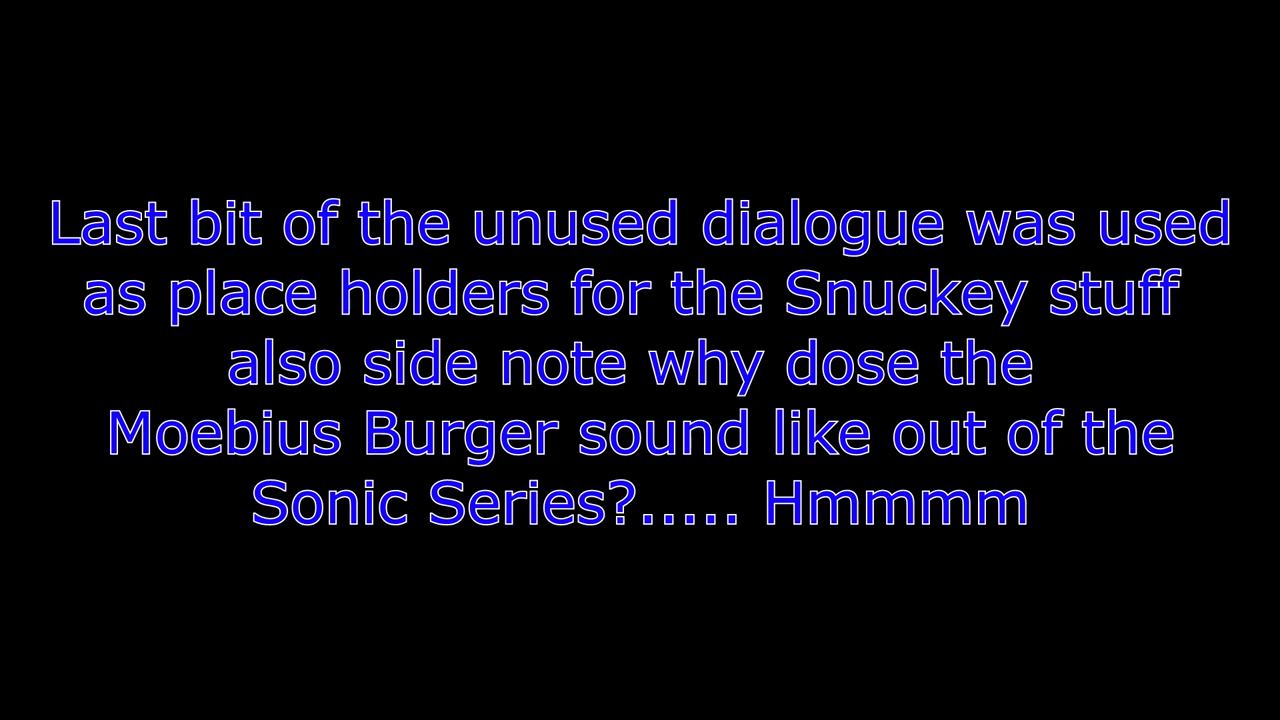 Last bit of the unused dialogue was used
as place holders for the Snuckey stuff
also side note why dose the
Moebius Burger sound like out of the
Sonic Series?..... Hmmmm